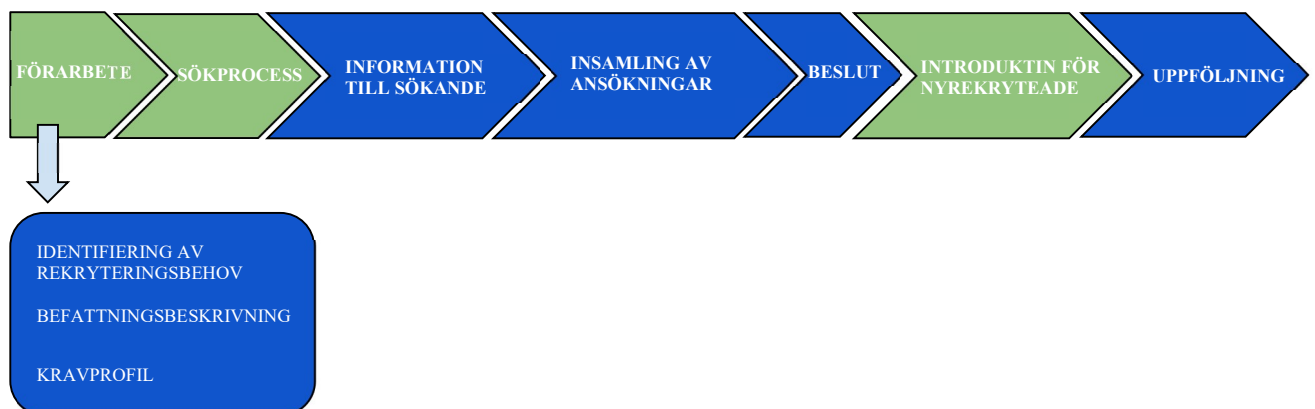 FÖRARBETE
SÖKPROCESS
INFORMATION
TILL SÖKANDE
INSAMLING AV
ANSÖKNINGAR
BESLUT
INTRODUKTIN FÖR
NYREKRYTEADE
UPPFÖLJNING
IDENTIFIERING AV
REKRYTERINGSBEHOV
BEFATTNINGSBESKRIVNING
KRAVPROFIL